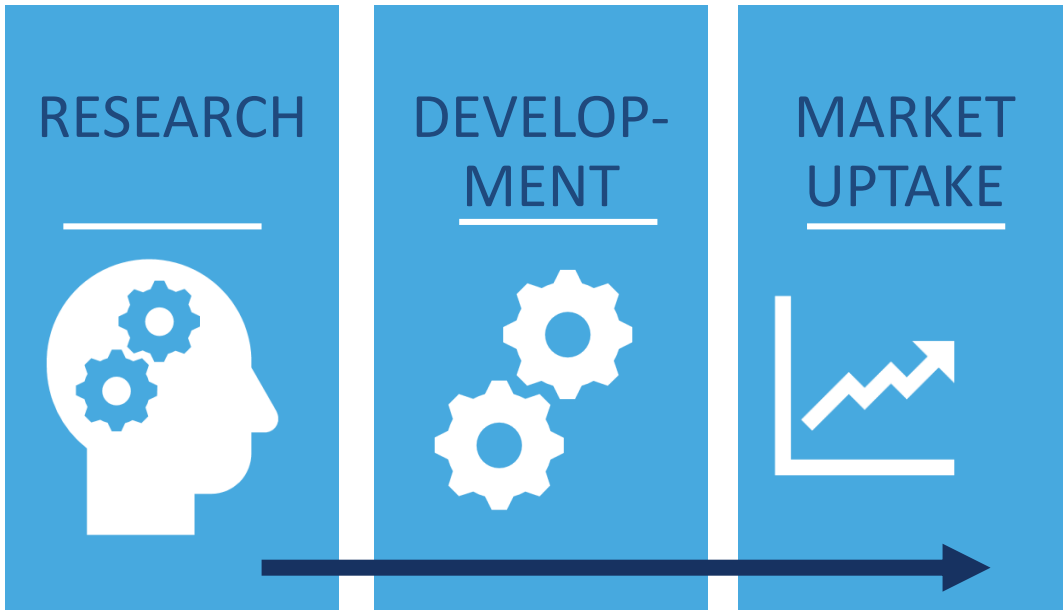 RESEARCH
DEVELOP-
MENT
MARKET
UPTAKE